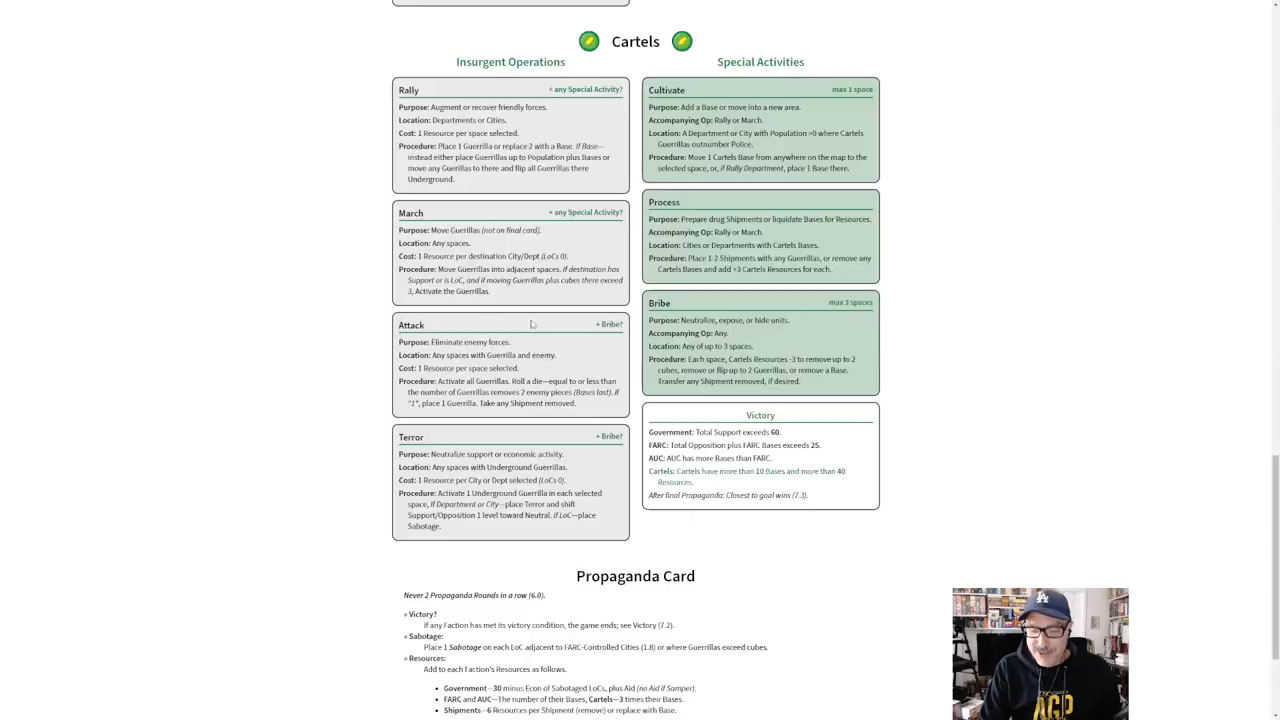 Cartels
Insurgent Operations
Rally + any Special Activity?
Purpose: Augment or recover friendly forces.
Location: Departments or Cities.
Cost: 1 Resource per space selected.
Procedure: Place 1 Guerrilla or replace 2 with a Base. If Base—
instead either place Guerrillas up to Population plus Bases or
move any Guerillas to there and flip all Guerrillas there
Underground.
March + any Special Activity?
Purpose: Move Guerillas (not on final card).
Location: Any spaces.
Cost: 1 Resource per destination City/Dept (LoCs 0).
Procedure: Move Guerrillas into adjacent spaces. If destination has
Support or is LoC, and if moving Guerrillas plus cubes there exceed
3, Activate the Guerrillas.
Attack + Bribe?
Purpose: Eliminate enemy forces.
Location: Any spaces with Guerrilla and enemy.
Cost: 1 Resource per space selected.
Procedure: Activate all Guerrillas. Roll a die—equal to or less than
the number of Guerrillas removes 2 enemy pieces (Bases last). If
"1", place 1 Guerrilla. Take any Shipment removed.
Terror + Bribe?
Purpose: Neutralize support or economic activity.
Location: Any spaces with Underground Guerrillas.
Cost: 1 Resource per City or Dept selected (LoCs 0).
Procedure: Activate 1 Underground Guerrilla in each selected
space, If Department or City—place Terror and shift
Support/Opposition 1 level toward Neutral. if LoC—place
Sabotage.
Special Activities
Cultivate max 1 space
Purpose: Add a Base or move into a new area.
Accompanying Op: Rally or March.
Location: A Department or City with Population >0 where Cartels
Guerrillas outnumber Police.
Procedure: Move 1 Cartels Base from anywhere on the map to the
selected space, or, if Rally Department, place 1 Base there.
Process
Purpose: Prepare drug Shipments or liquidate Bases for Resources.
Accompanying Op: Rally or March.
Location: Cities or Departments with Cartels Bases.
Procedure: Place 1-2 Shipments with any Guerrillas, or remove any
Cartels Bases and add +3 Cartels Resources for each.
Bribe max 3 spaces
Purpose: Neutralize, expose, or hide units.
Accompanying Op: Any.
Location: Any of up to 3 spaces.
Procedure: Each space, Cartels Resources -3 to remove up to 2
cubes, remove or flip up to 2 Guerrillas, or remove a Base.
Transfer any Shipment removed, if desired.
Victory
Government: Total Support exceeds 60.
FARC: Total Opposition plus FARC Bases exceeds 25.
AUC: AUC has more Bases than FARC.
Cartels: Cartels have more than 10 Bases and more than 40
Resources.
After final Propaganda: Closest to goal wins (7.3).
Propaganda Card
Never 2 Propaganda Rounds in a row (6.0).
» Victory?
If any Faction has met its victory condition, the game ends; see Victory (7.2).
» Sabotage:
Place 1 Sabotage on each LoC adjacent to FARC-Controlled Cities (1.8) or where Guerrillas exceed cubes.
» Resources:
Add to each Faction's Resources as follows.
• Government—30 minus Econ of Sabotaged LoCs, plus Aid (no Aid if Samper).
• FARC and AUC—The number of their Bases, Cartels—3 times their Bases.
• Shipments—6 Resources per Shipment (remove) or replace with Base.
LA
AGP